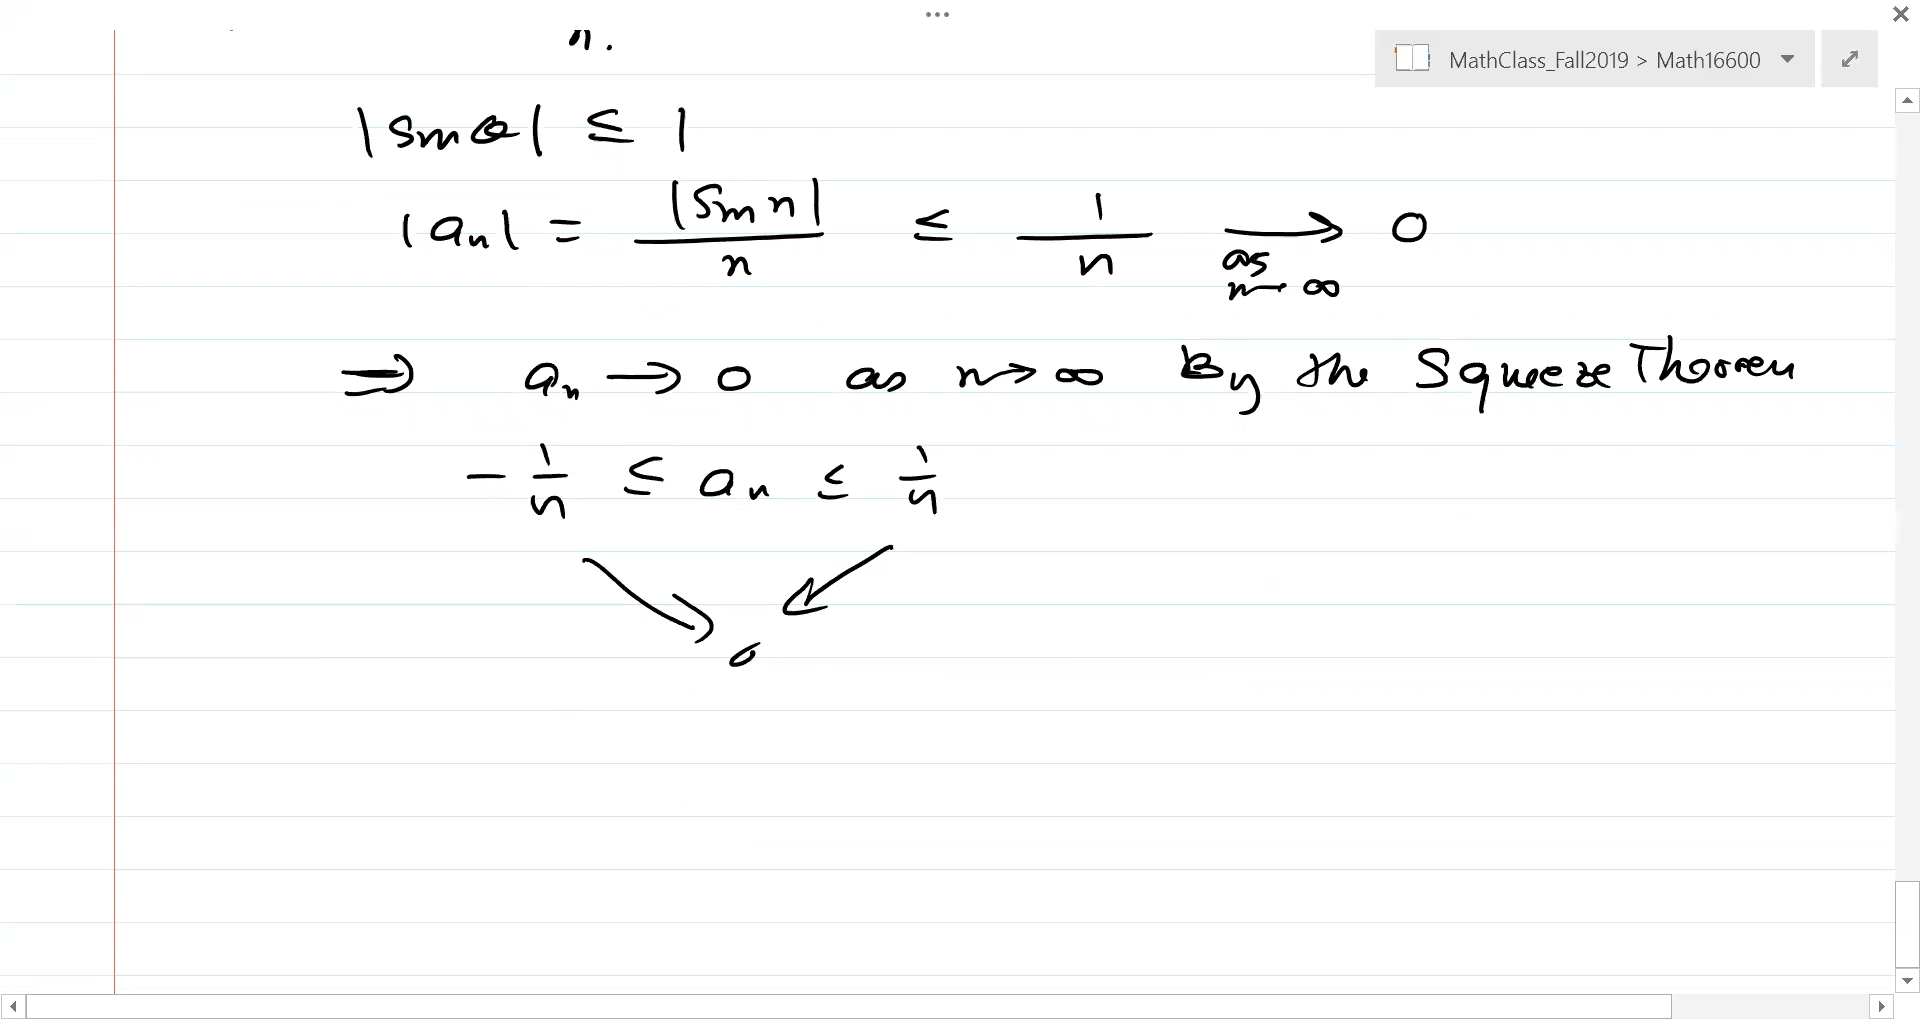 n.
MathClass_Fall2019 > Math16600
|sin θ| ≤ 1
|aₙ| = |sin n| / n ≤ 1/n → 0 as n → ∞
⇒ aₙ → 0 as n → ∞ By the Squeeze Theorem
- 1/n ≤ aₙ ≤ 1/n
0